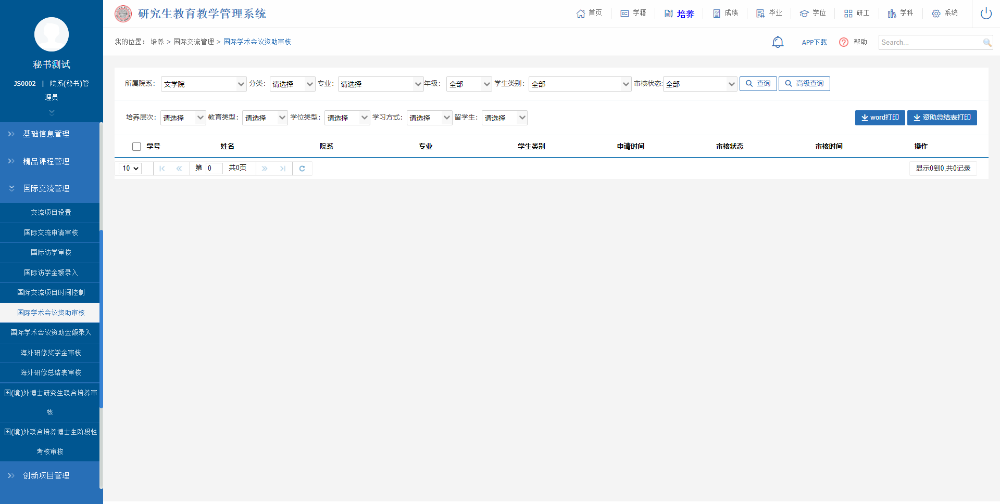 研究生教育教学管理系统
首页 学籍 培养 成绩 毕业 学位 研工 学科 系统
秘书测试
JS0002 | 院系(秘书)管
理员
我的位置： 培养 > 国际交流管理 > 国际学术会议资助审核
APP下载 帮助 Search...
基础信息管理
精品课程管理
国际交流管理
交流项目设置
国际交流申请审核
国际访学审核
国际访学金额录入
国际交流项目时间控制
国际学术会议资助审核
国际学术会议资助金额录入
海外研修奖学金审核
海外研修总结表审核
国(境)外博士研究生联合培养审
核
国(境)外联合培养博士生阶段性
考核审核
创新项目管理
所属院系： 文学院 分类： 请选择 专业： 请选择 年级： 全部 学生类别： 全部 审核状态: 全部 查询 高级查询
培养层次： 请选择 教育类型： 请选择 学位类型： 请选择 学习方式： 请选择 留学生： 请选择 word打印 资助总结表打印
学号 姓名 院系 专业 学生类别 申请时间 审核状态 审核时间 操作
10 第 0 共0页 显示0到0,共0记录